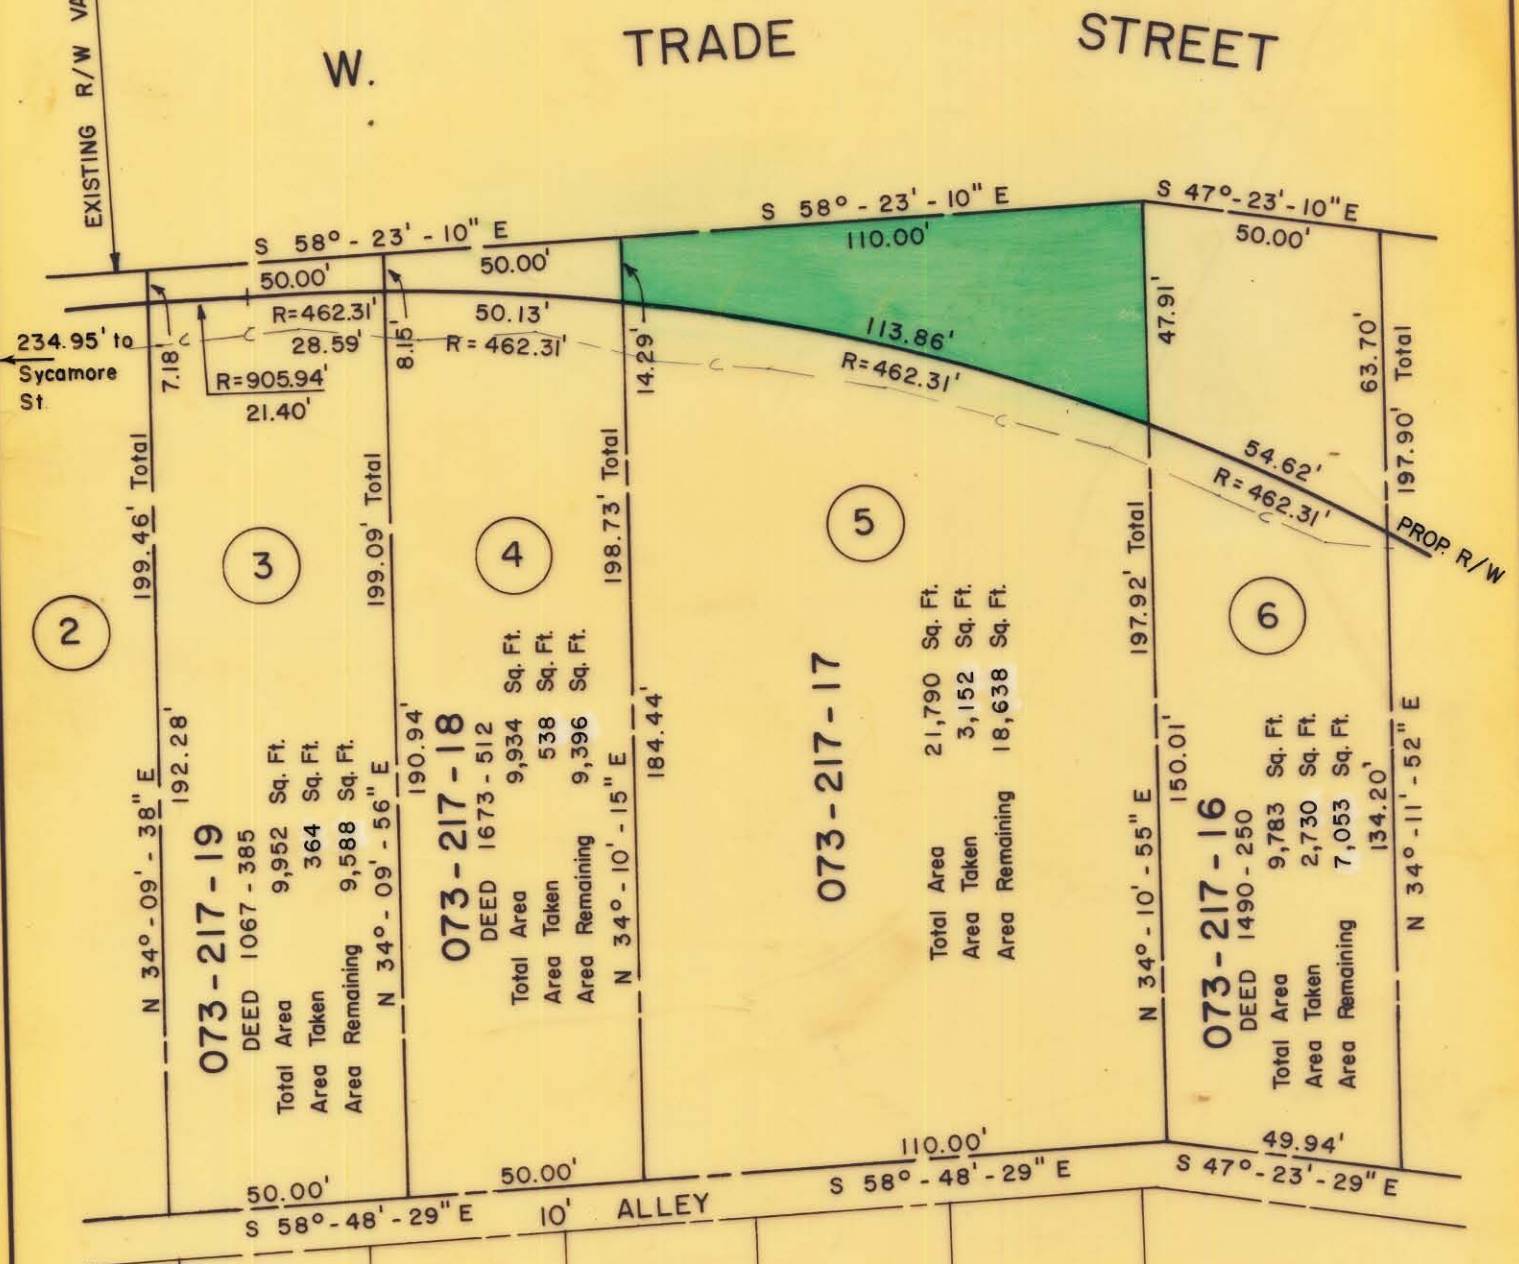 EXISTING R/W VA
W. TRADE STREET
S 58° - 23' - 10" E
50.00'
50.00'
S 58° - 23' - 10" E
110.00'
S 47° - 23' - 10" E
50.00'
234.95' to
Sycamore
St.
7.18'
R=462.31'
28.59'
R=905.94'
21.40'
8.15'
50.13'
R = 462.31'
14.29'
113.86'
R=462.31'
47.91'
54.62'
R= 462.31'
63.70'
PROP. R/W
C
C
C
C
C
199.46' Total
199.09' Total
198.73' Total
197.92' Total
197.90' Total
2
3
4
5
6
N 34° - 09' - 38" E
192.28'
073-217-19
DEED 1067 - 385
Total Area 9,952 Sq. Ft.
Area Taken 364 Sq. Ft.
Area Remaining 9,588 Sq. Ft.
N 34° - 09' - 56" E
190.94'
073-217-18
DEED 1673 - 512
Total Area 9,934 Sq. Ft.
Area Taken 538 Sq. Ft.
Area Remaining 9,396 Sq. Ft.
N 34° - 10' - 15" E
184.44'
073-217-17
Total Area 21,790 Sq. Ft.
Area Taken 3,152 Sq. Ft.
Area Remaining 18,638 Sq. Ft.
N 34° - 10' - 55" E
150.01'
073-217-16
DEED 1490 - 250
Total Area 9,783 Sq. Ft.
Area Taken 2,730 Sq. Ft.
Area Remaining 7,053 Sq. Ft.
134.20'
N 34° - 11' - 52" E
50.00'
S 58° - 48' - 29" E
50.00'
10' ALLEY
110.00'
S 58° - 48' - 29" E
49.94'
S 47° - 23' - 29" E